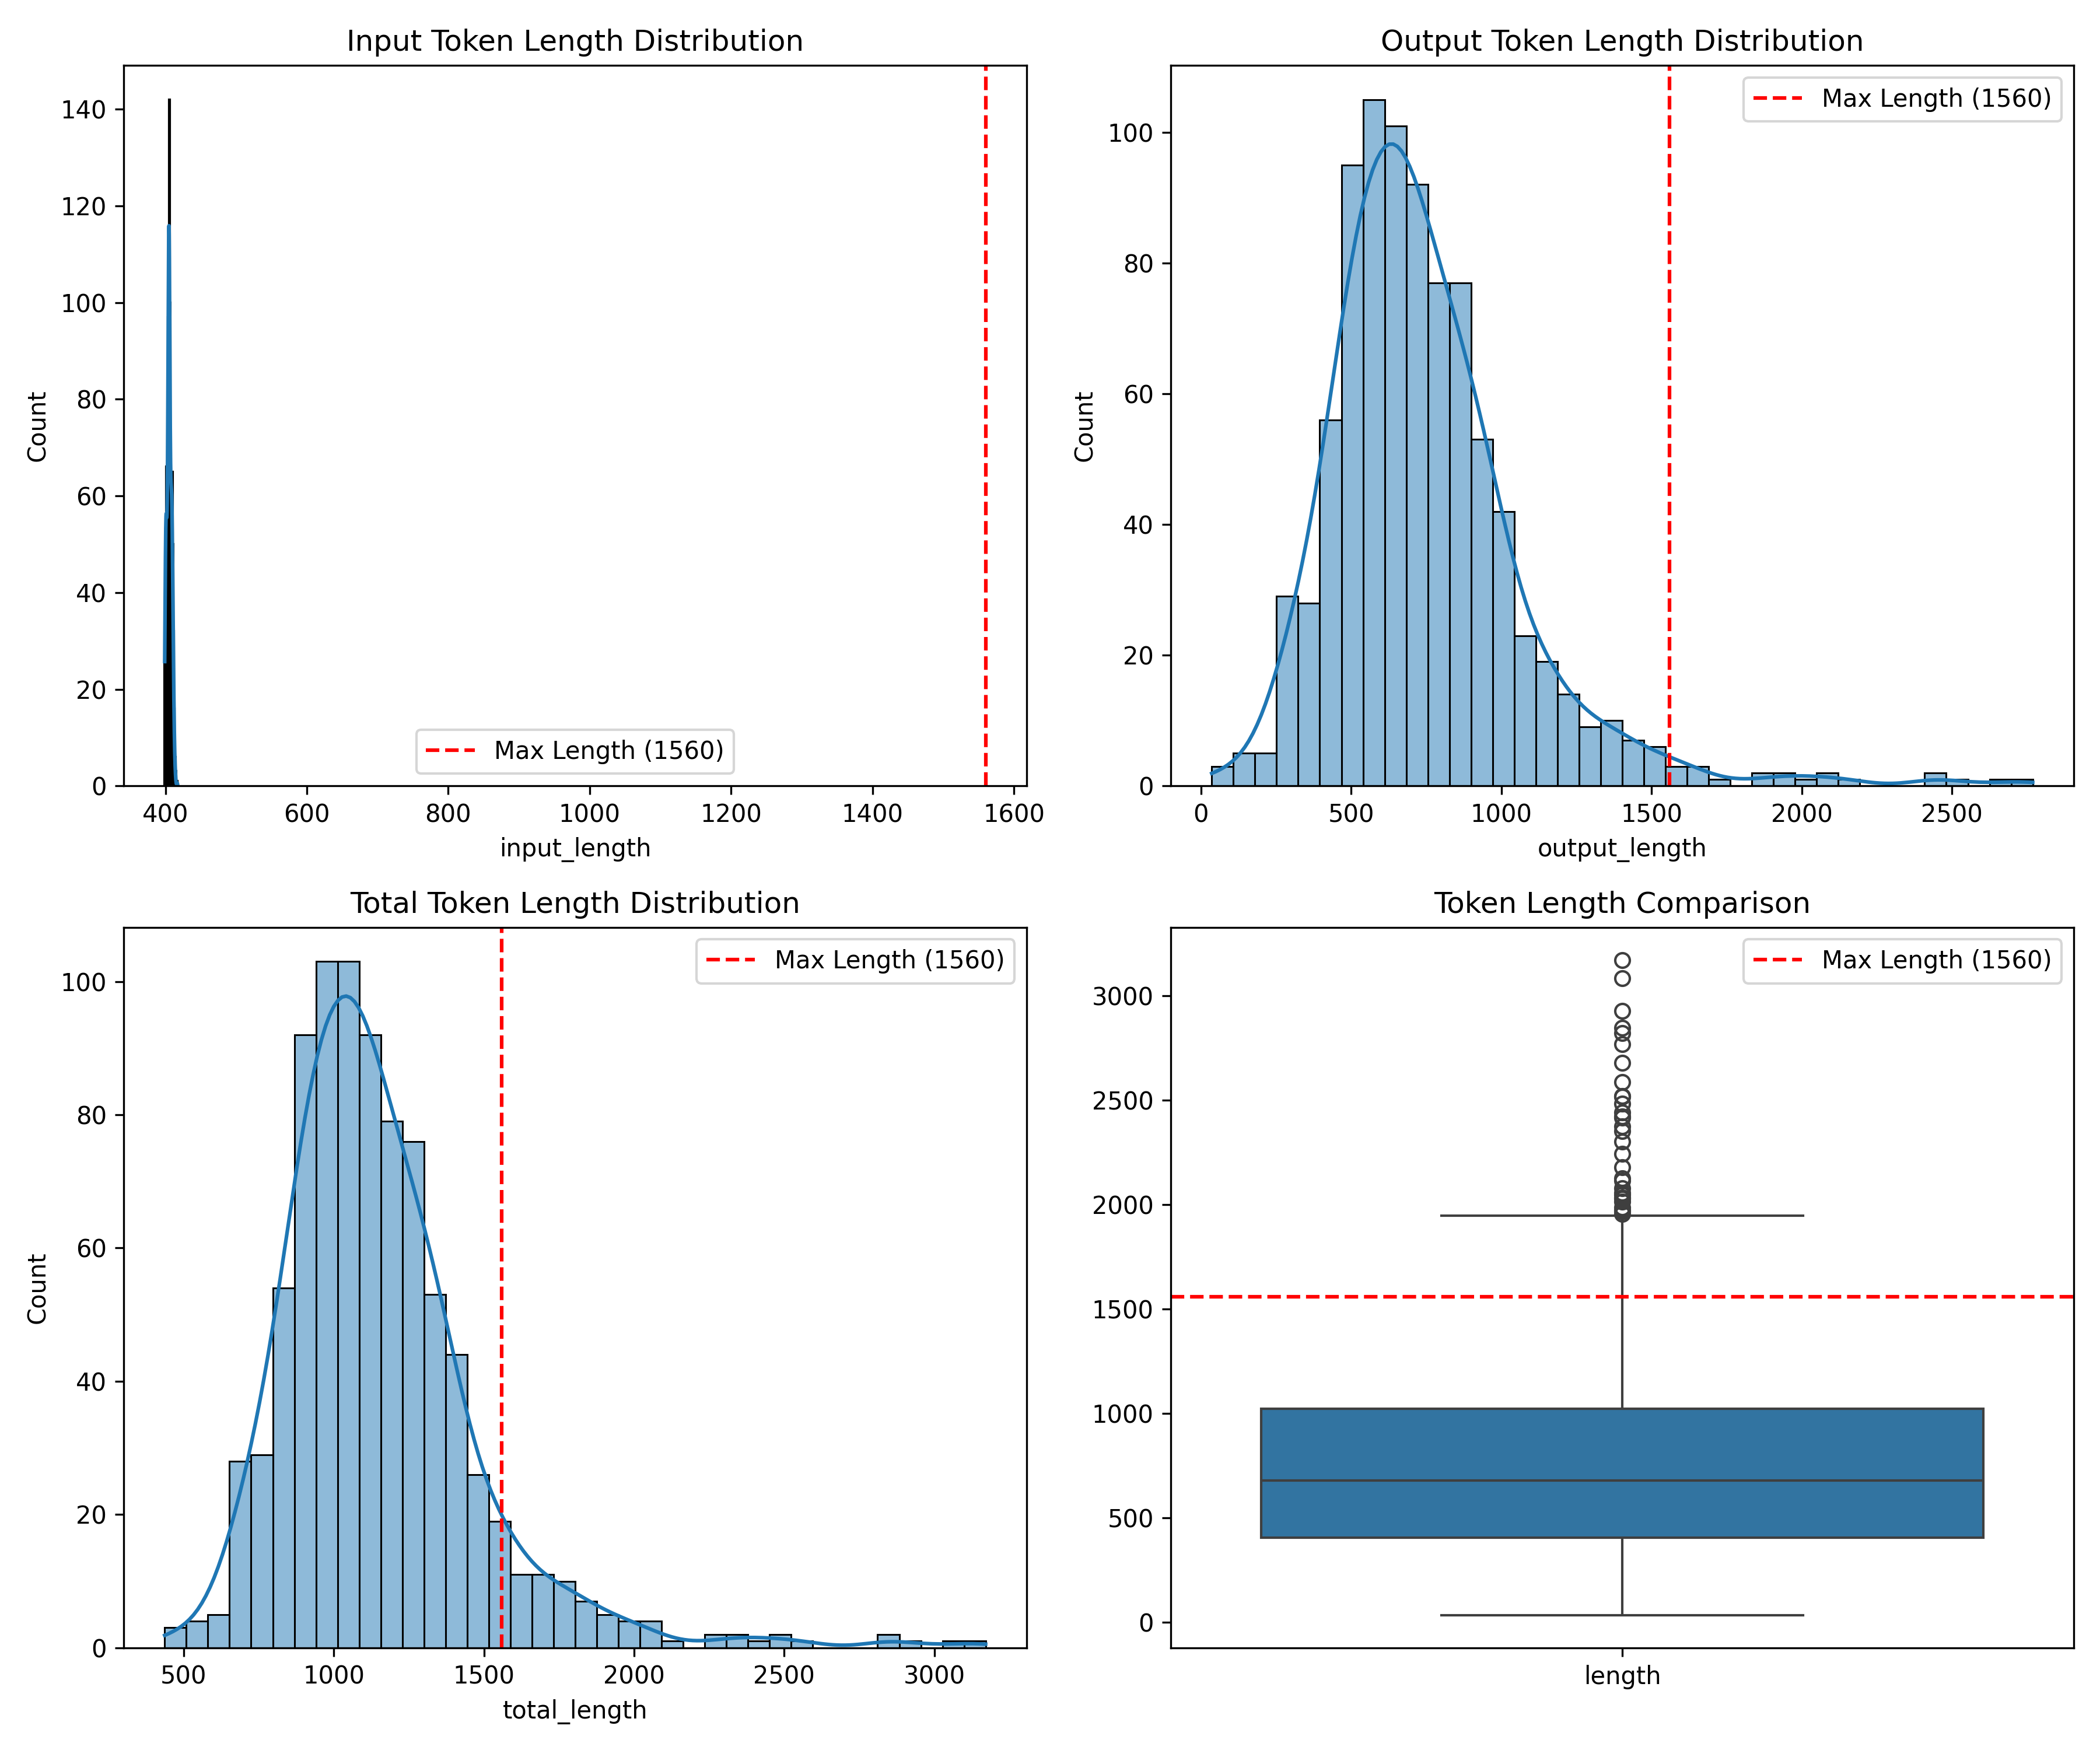 Input Token Length Distribution
140
120
100
80
60
40
20
0
Count
Max Length (1560)
400 600 800 1000 1200 1400 1600
input_length
Output Token Length Distribution
Max Length (1560)
100
80
60
40
20
0
Count
0 500 1000 1500 2000 2500
output_length
Total Token Length Distribution
Max Length (1560)
100
80
60
40
20
0
Count
500 1000 1500 2000 2500 3000
total_length
Token Length Comparison
Max Length (1560)
3000
2500
2000
1500
1000
500
0
length